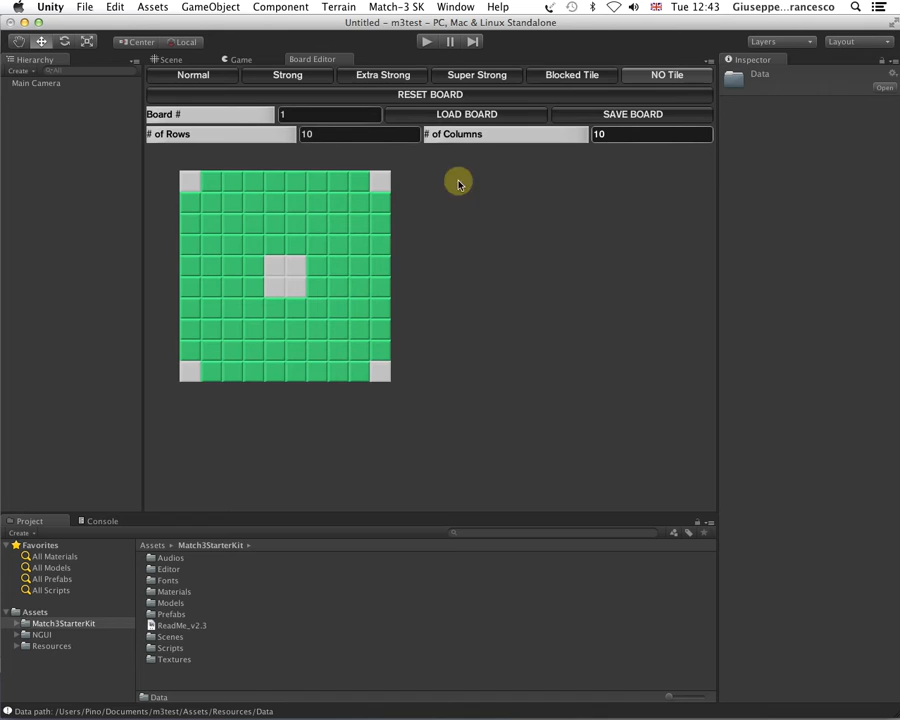 Unity File Edit Assets GameObject Component Terrain Match-3 SK Window Help Tue 12:43 Giuseppe rancesco
Untitled - m3test - PC, Mac & Linux Standalone
Center Local Layers Layout
Hierarchy Scene Game Board Editor Inspector
Create All
Main Camera
Data
Open
Normal Strong Extra Strong Super Strong Blocked Tile NO Tile
RESET BOARD
Board # 1 LOAD BOARD SAVE BOARD
# of Rows 10 # of Columns 10
Project Console
Create
Favorites
All Materials
All Models
All Prefabs
All Scripts
Assets
Match3StarterKit
NGUI
Resources
Assets Match3StarterKit
Audios
Editor
Fonts
Materials
Models
Prefabs
ReadMe_v2.3
Scenes
Scripts
Textures
Data
Data path: /Users/Pino/Documents/m3test/Assets/Resources/Data